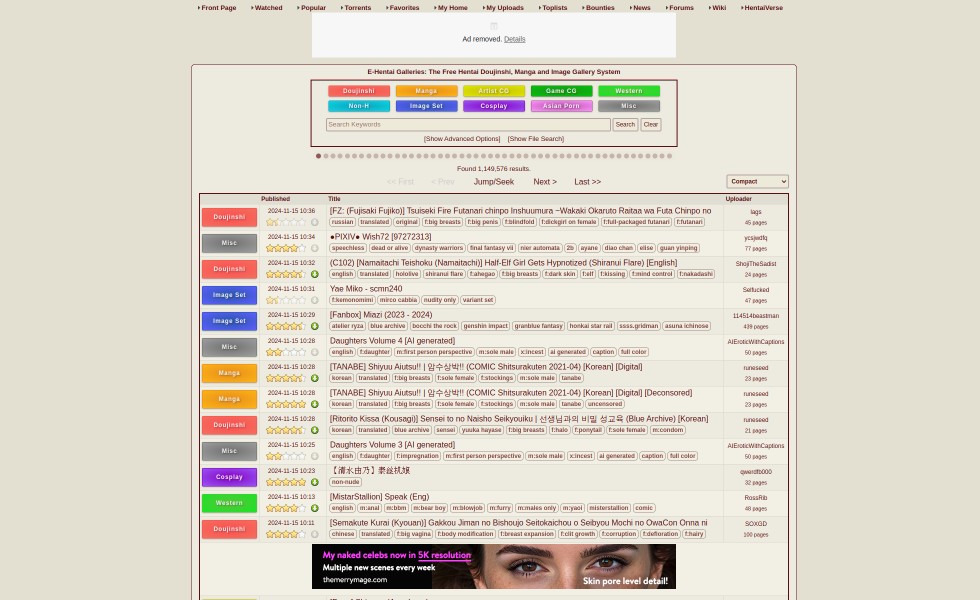 Front Page Watched Popular Torrents Favorites My Home My Uploads Toplists Bounties News Forums Wiki HentaiVerse
Ad removed. Details
E-Hentai Galleries: The Free Hentai Doujinshi, Manga and Image Gallery System
Doujinshi Manga Artist CG Game CG Western
Non-H Image Set Cosplay Asian Porn Misc
Search Keywords Search Clear
[Show Advanced Options] [Show File Search]
Found 1,149,576 results.
<< First < Prev Jump/Seek Next > Last >> Compact
Published Title Uploader
Doujinshi 2024-11-15 10:36 [FZ: (Fujisaki Fujiko)] Tsuiseki Fire Futanari chinpo Inshuumura ~Wakaki Okaruto Raitaa wa Futa Chinpo no lags
russian translated original f:big breasts f:big penis f:blindfold f:dickgirl on female f:full-packaged futanari f:futanari 45 pages
Misc 2024-11-15 10:34 ●PIXIV● Wish72 [97272313] ycsjwdfq
speechless dead or alive dynasty warriors final fantasy vii nier automata 2b ayane diao chan elise guan yinping 77 pages
Doujinshi 2024-11-15 10:32 (C102) [Namaitachi Teishoku (Namaitachi)] Half-Elf Girl Gets Hypnotized (Shiranui Flare) [English] ShojiTheSadist
english translated hololive shiranui flare f:ahegao f:big breasts f:dark skin f:elf f:kissing f:mind control f:nakadashi 24 pages
Image Set 2024-11-15 10:31 Yae Miko - scmn240 Selfucked
f:kemonomimi mirco cabbia nudity only variant set 47 pages
Image Set 2024-11-15 10:29 [Fanbox] Miazi (2023 - 2024) 114514beastman
atelier ryza blue archive bocchi the rock genshin impact granblue fantasy honkai star rail ssss.gridman asuna ichinose 439 pages
Misc 2024-11-15 10:28 Daughters Volume 4 [AI generated] AIEroticWithCaptions
english f:daughter m:first person perspective m:sole male x:incest ai generated caption full color 50 pages
Manga 2024-11-15 10:28 [TANABE] Shiyuu Aiutsu!! | 암수상박!! (COMIC Shitsurakuten 2021-04) [Korean] [Digital] runeseed
korean translated f:big breasts f:sole female f:stockings m:sole male tanabe 23 pages
Manga 2024-11-15 10:28 [TANABE] Shiyuu Aiutsu!! | 암수상박!! (COMIC Shitsurakuten 2021-04) [Korean] [Digital] [Decensored] runeseed
korean translated f:big breasts f:sole female f:stockings m:sole male tanabe uncensored 23 pages
Doujinshi 2024-11-15 10:28 [Ritorito Kissa (Kousagi)] Sensei to no Naisho Seikyouiku | 선생님과의 비밀 성교육 (Blue Archive) [Korean] runeseed
korean translated blue archive sensei yuuka hayase f:big breasts f:halo f:ponytail f:sole female m:condom 21 pages
Misc 2024-11-15 10:25 Daughters Volume 3 [AI generated] AIEroticWithCaptions
english f:daughter f:impregnation m:first person perspective m:sole male x:incest ai generated caption full color 50 pages
Cosplay 2024-11-15 10:23 【清水由乃】 qwerdfb000
non-nude 32 pages
Western 2024-11-15 10:13 [MistarStallion] Speak (Eng) RossRib
english m:anal m:bbm m:bear boy m:blowjob m:furry m:males only m:yaoi misterstallion comic 48 pages
Doujinshi 2024-11-15 10:11 [Semakute Kurai (Kyouan)] Gakkou Jiman no Bishoujo Seitokaichou o Seibyou Mochi no OwaCon Onna ni SOXGD
chinese translated f:big vagina f:body modification f:breast expansion f:clit growth f:corruption f:defloration f:hairy 100 pages
My naked celebs now in 5K resolution
Multiple new scenes every week
themerrymage.com Skin pore level detail!